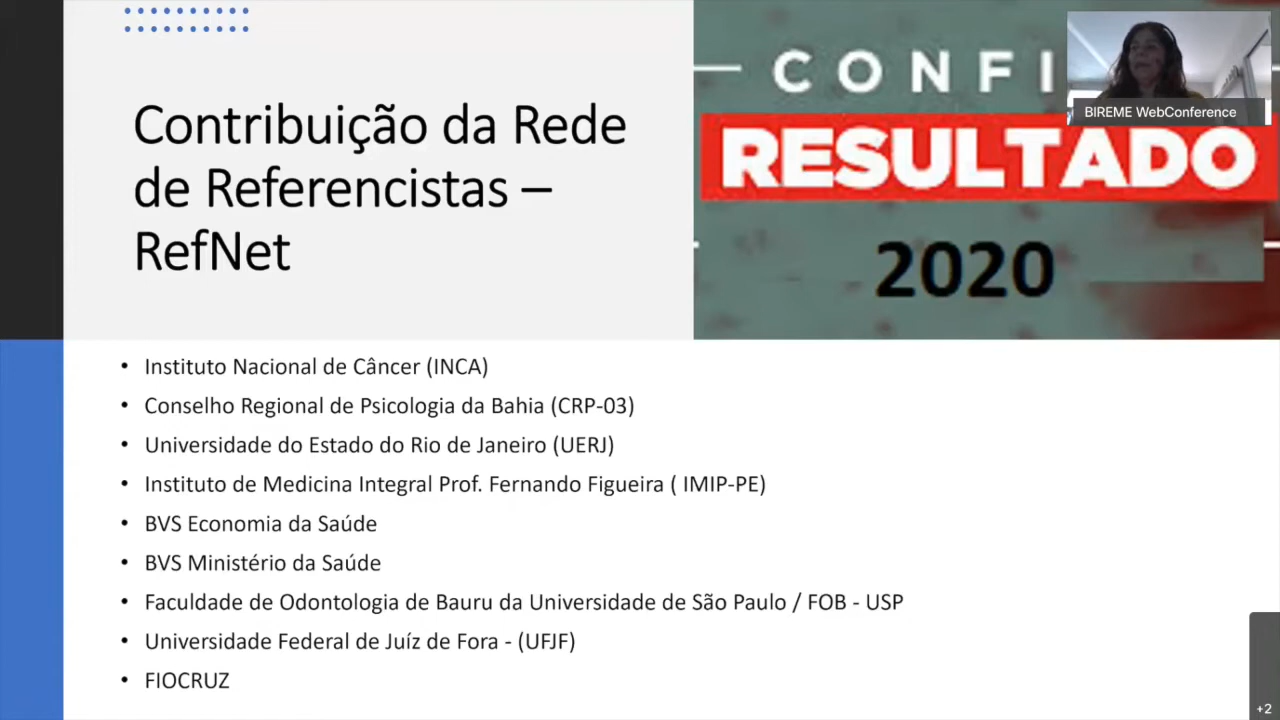 Contribuição da Rede
de Referencistas –
RefNet
CONFI
RESULTADO
2020
BIREME WebConference
• Instituto Nacional de Câncer (INCA)
• Conselho Regional de Psicologia da Bahia (CRP-03)
• Universidade do Estado do Rio de Janeiro (UERJ)
• Instituto de Medicina Integral Prof. Fernando Figueira ( IMIP-PE)
• BVS Economia da Saúde
• BVS Ministério da Saúde
• Faculdade de Odontologia de Bauru da Universidade de São Paulo / FOB - USP
• Universidade Federal de Juíz de Fora - (UFJF)
• FIOCRUZ
+2